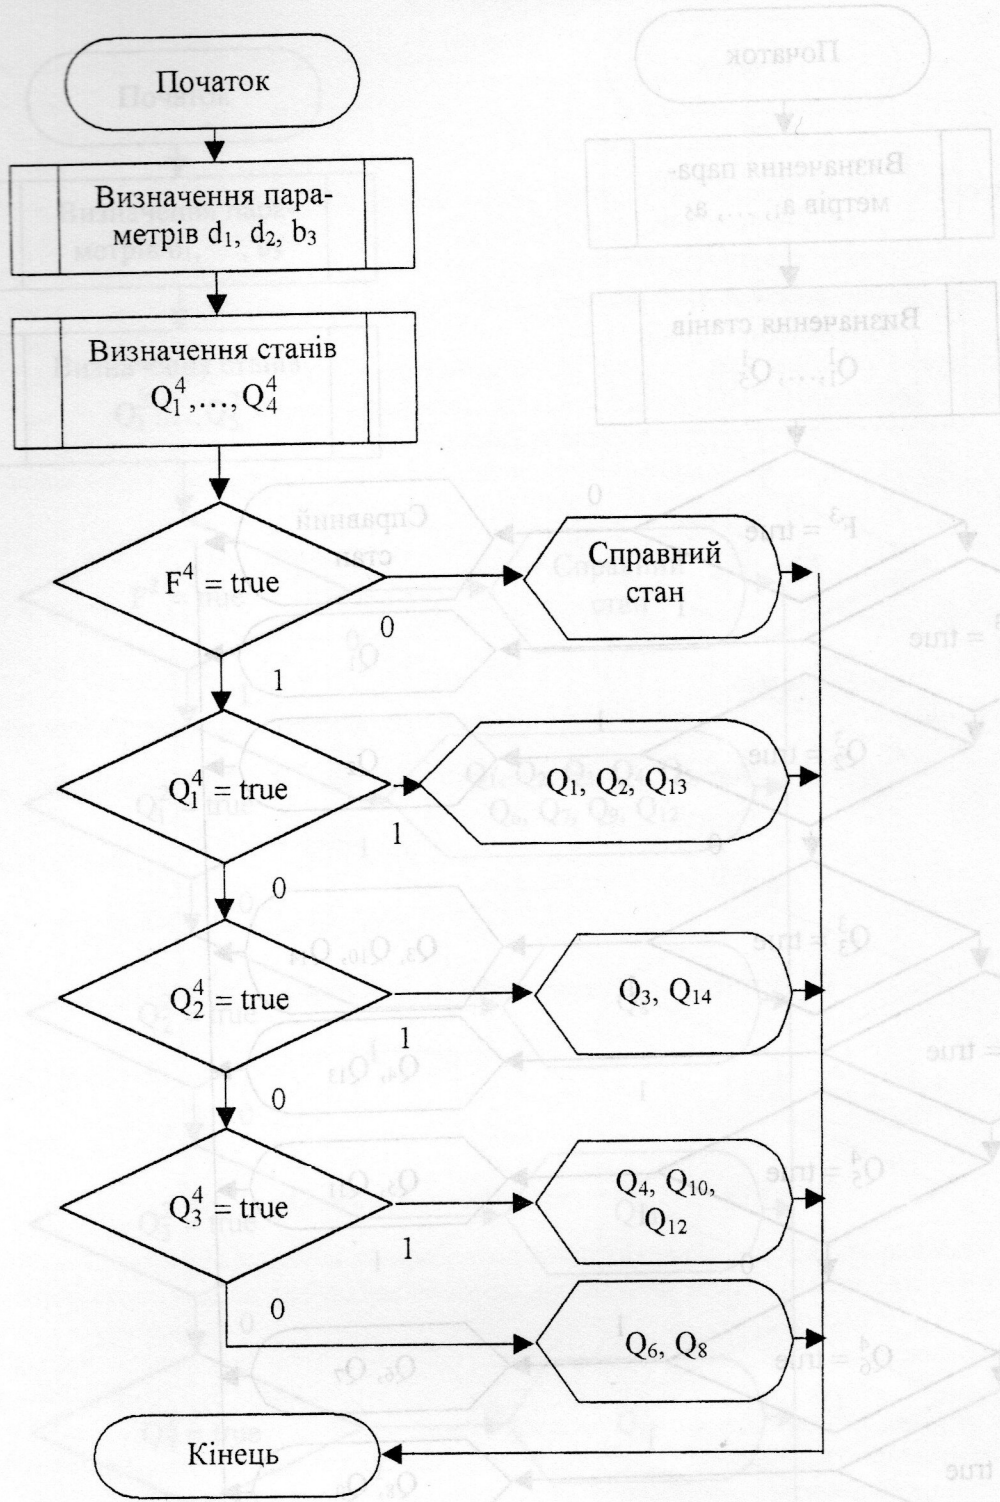 Початок
Визначення пара-
метрів d₁, d₂, b₃
Визначення станів
Q₁⁴,…, Q₄⁴
F⁴ = true
0
Справний
стан
1
Q₁⁴ = true
1
Q₁, Q₂, Q₁₃
0
Q₂⁴ = true
1
Q₃, Q₁₄
0
Q₃⁴ = true
1
Q₄, Q₁₀,
Q₁₂
0
Q₆, Q₈
Кінець